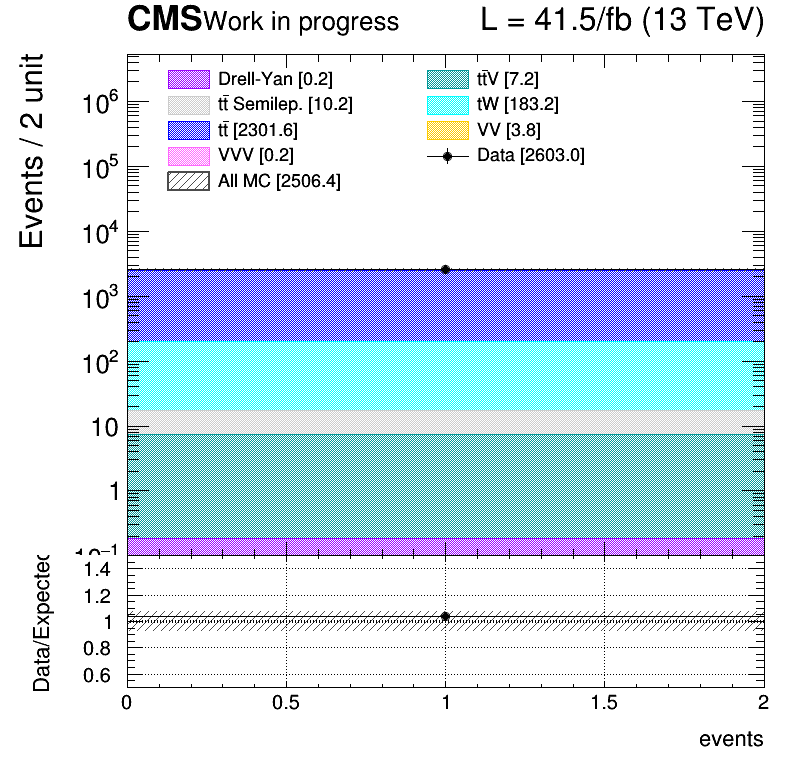 CMS Work in progress L = 41.5/fb (13 TeV)
Events / 2 unit
Drell-Yan [0.2]
tt̄ Semilep. [10.2]
tt̄ [2301.6]
VVV [0.2]
All MC [2506.4]
tt̄V [7.2]
tW [183.2]
VV [3.8]
Data [2603.0]
10⁶
10⁵
10⁴
10³
10²
10
1
10⁻¹
Data/Expected
1.4
1.2
1
0.8
0.6
0 0.5 1 1.5 2
events